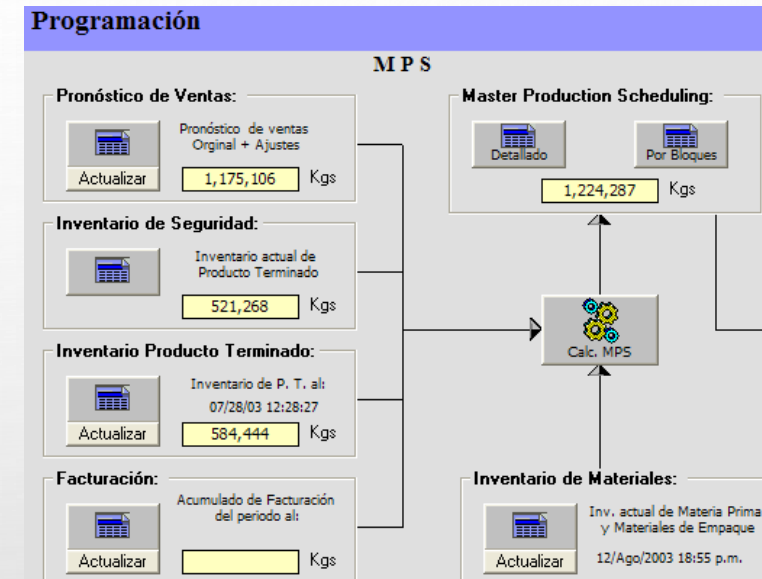 Programación
M P S
Pronóstico de Ventas:
Pronóstico de ventas
Orginal + Ajustes
Actualizar
1,175,106 Kgs
Inventario de Seguridad:
Inventario actual de
Producto Terminado
521,268 Kgs
Inventario Producto Terminado:
Inventario de P. T. al:
07/28/03 12:28:27
Actualizar
584,444 Kgs
Facturación:
Acumulado de Facturación
del periodo al:
Actualizar
Kgs
Master Production Scheduling:
Detallado
Por Bloques
1,224,287 Kgs
Calc. MPS
Inventario de Materiales:
Inv. actual de Materia Prima
y Materiales de Empaque
Actualizar
12/Ago/2003 18:55 p.m.